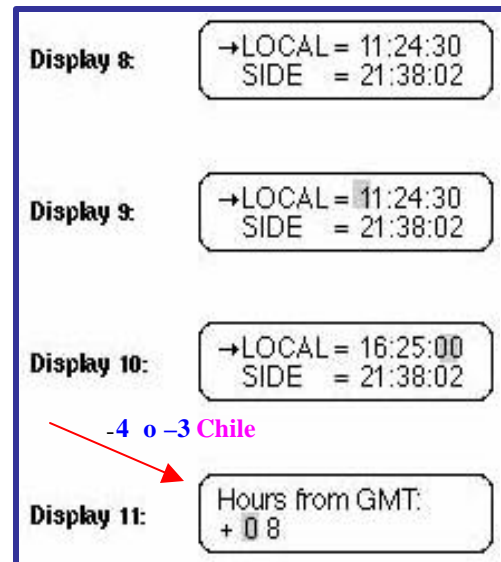 Display 8:
→LOCAL = 11:24:30
SIDE = 21:38:02
Display 9:
→LOCAL = 11:24:30
SIDE = 21:38:02
Display 10:
→LOCAL = 16:25:00
SIDE = 21:38:02
-4 o –3 Chile
Display 11:
Hours from GMT:
+ 0 8